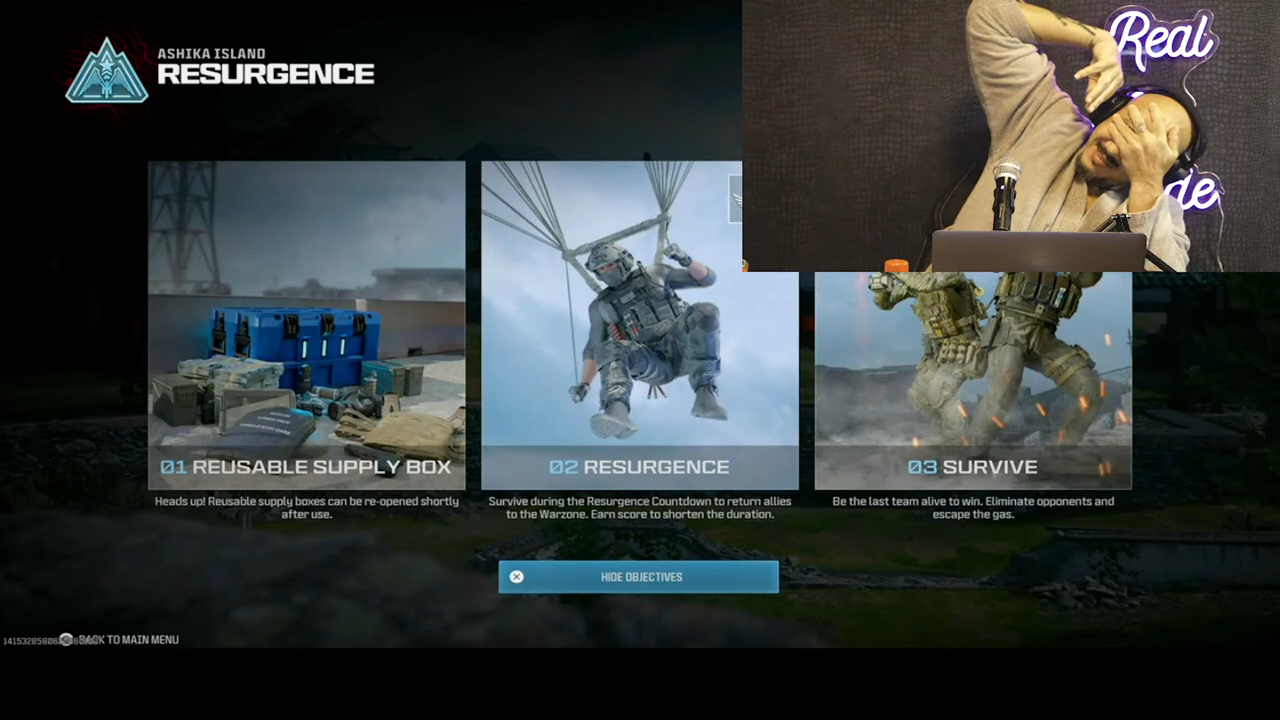 ASHIKA ISLAND
RESURGENCE
Real
de
01 REUSABLE SUPPLY BOX
Heads up! Reusable supply boxes can be re-opened shortly
after use.
02 RESURGENCE
Survive during the Resurgence Countdown to return allies
to the Warzone. Earn score to shorten the duration.
03 SURVIVE
Be the last team alive to win. Eliminate opponents and
escape the gas.
HIDE OBJECTIVES
BACK TO MAIN MENU